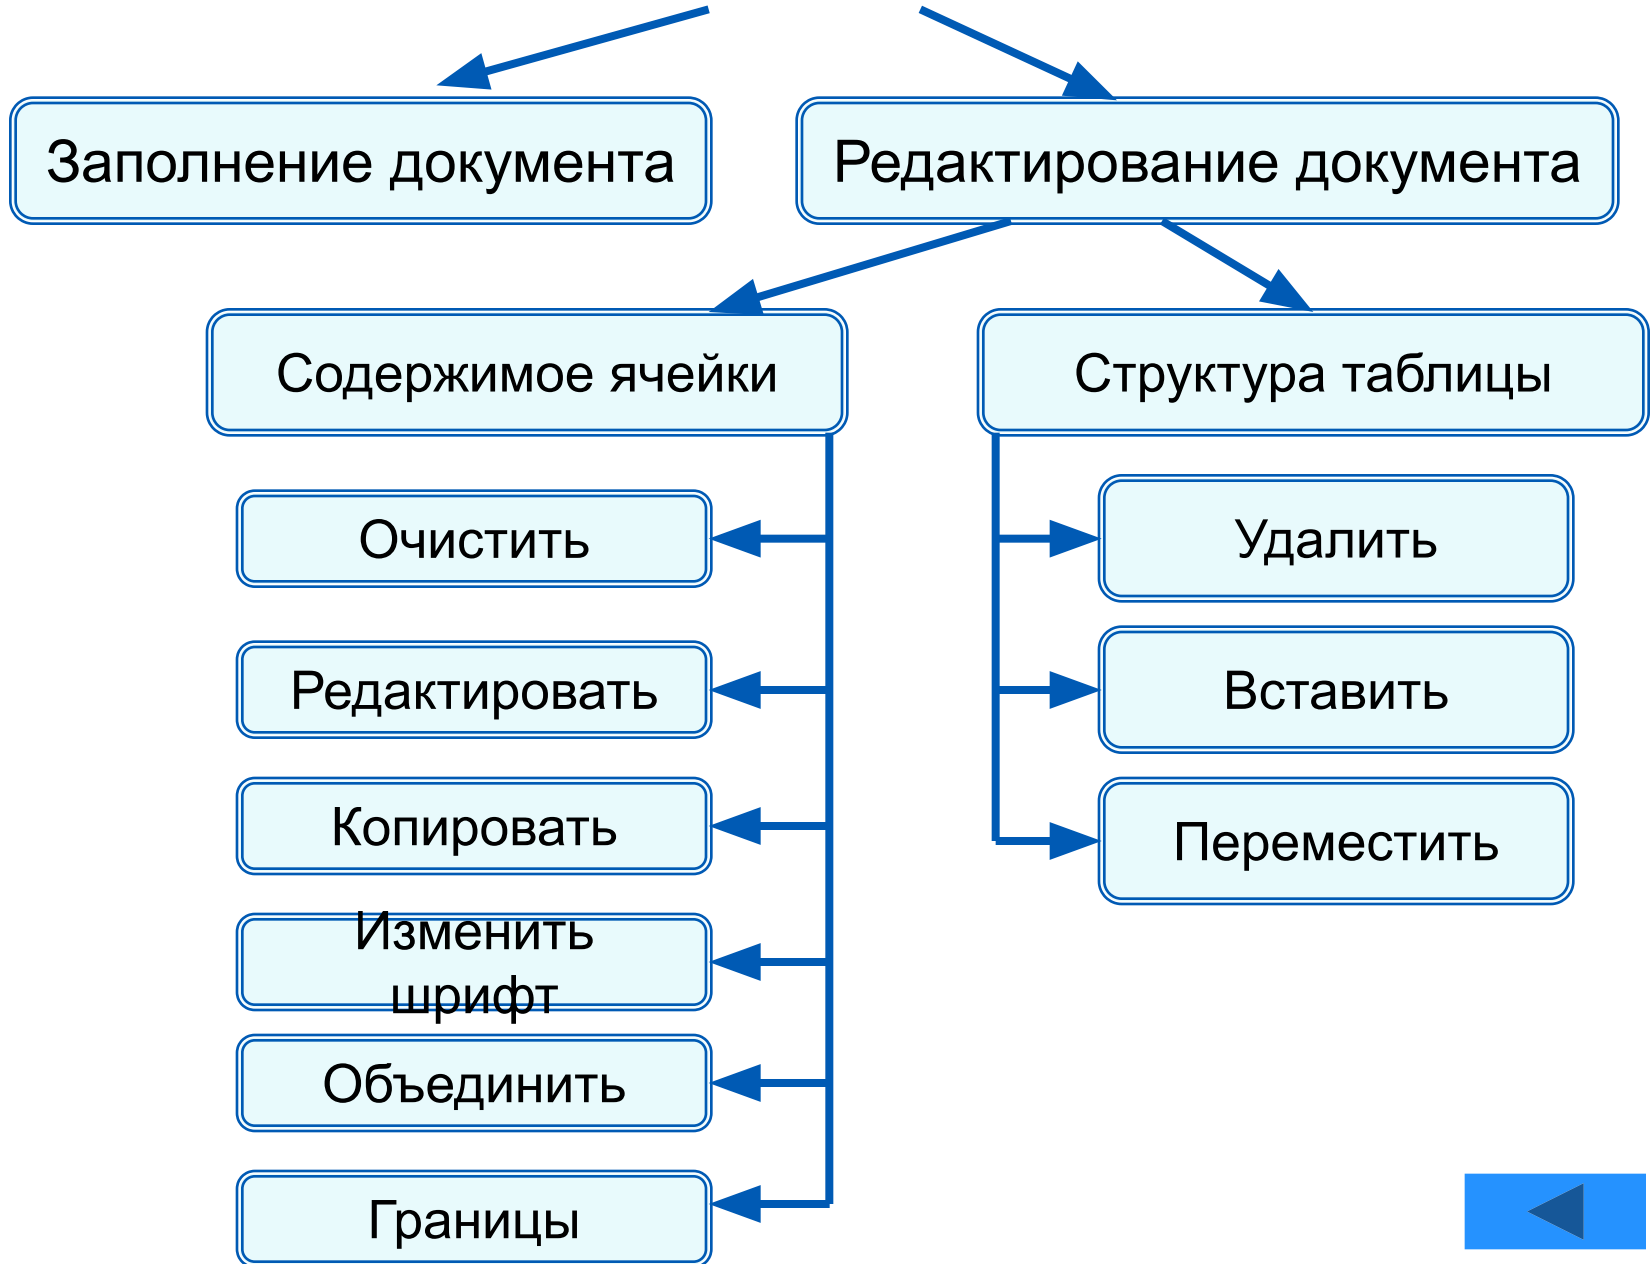 Заполнение документа
Редактирование документа
Содержимое ячейки
Структура таблицы
Очистить
Редактировать
Копировать
Изменить
шрифт
Объединить
Границы
Удалить
Вставить
Переместить